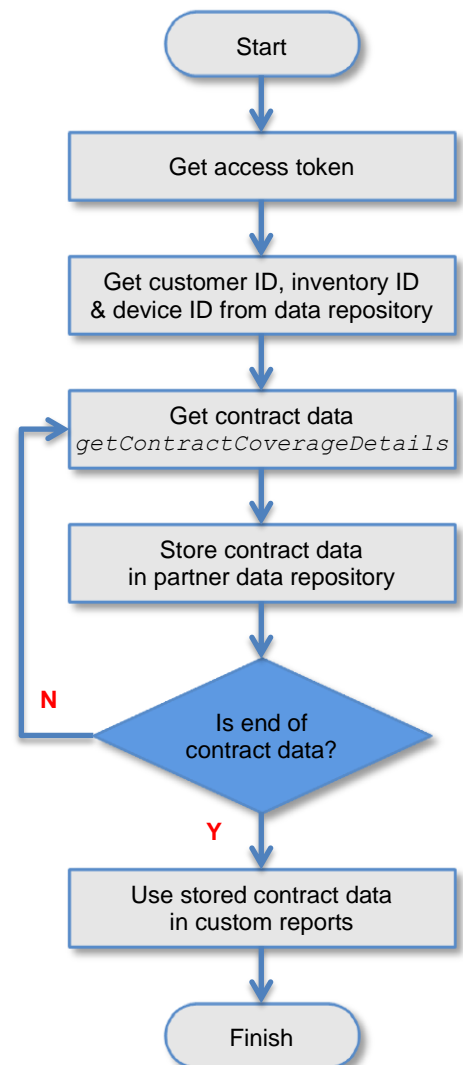 Start
Get access token
Get customer ID, inventory ID
& device ID from data repository
Get contract data
getContractCoverageDetails
Store contract data
in partner data repository
N
Is end of
contract data?
Y
Use stored contract data
in custom reports
Finish